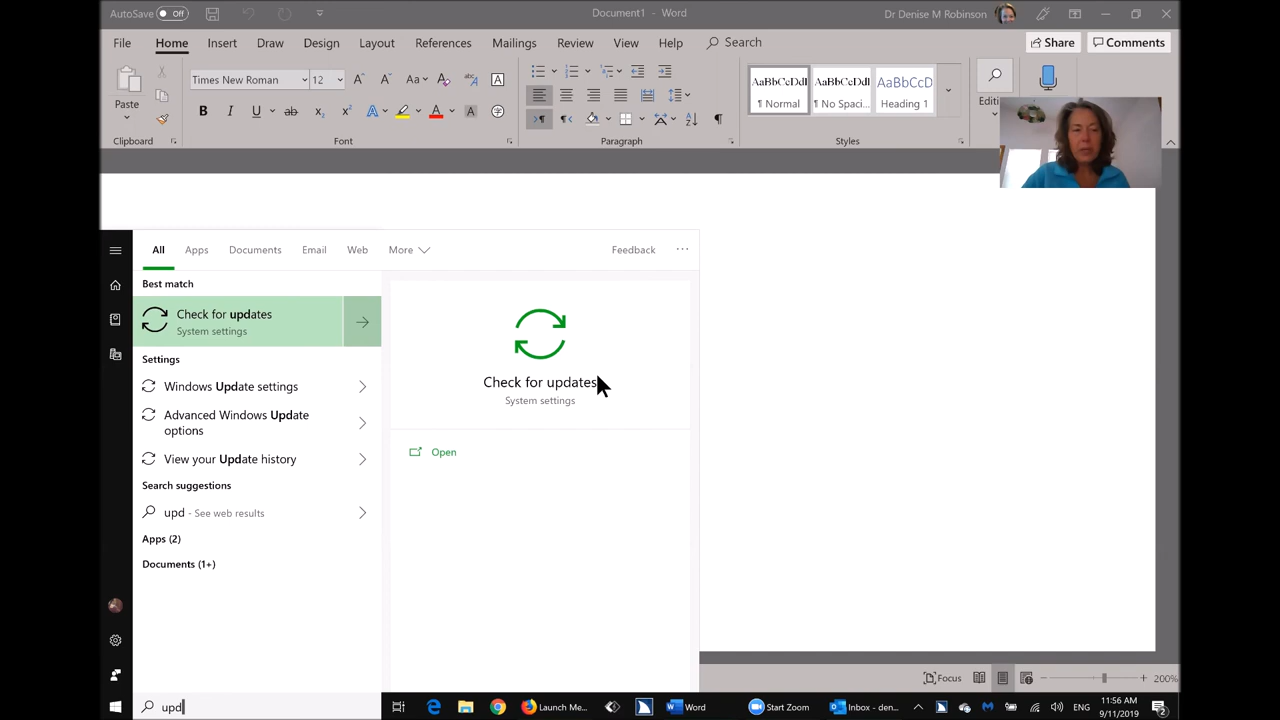 AutoSave Off
Document1 - Word
Dr Denise M Robinson
File Home Insert Draw Design Layout References Mailings Review View Help Search
Share Comments
Times New Roman 12
Paste
AaBbCcDdI AaBbCcDdI AaBbCcD
¶ Normal ¶ No Spaci... Heading 1
Editi
Clipboard Font Paragraph Styles
All Apps Documents Email Web More Feedback
Best match
Check for updates
System settings
Settings
Windows Update settings
Advanced Windows Update
options
View your Update history
Search suggestions
upd - See web results
Apps (2)
Documents (1+)
Check for updates
System settings
Open
Focus 200%
upd
Launch Me...
Word
Start Zoom
Inbox - den...
11:56 AM
9/11/2019
2